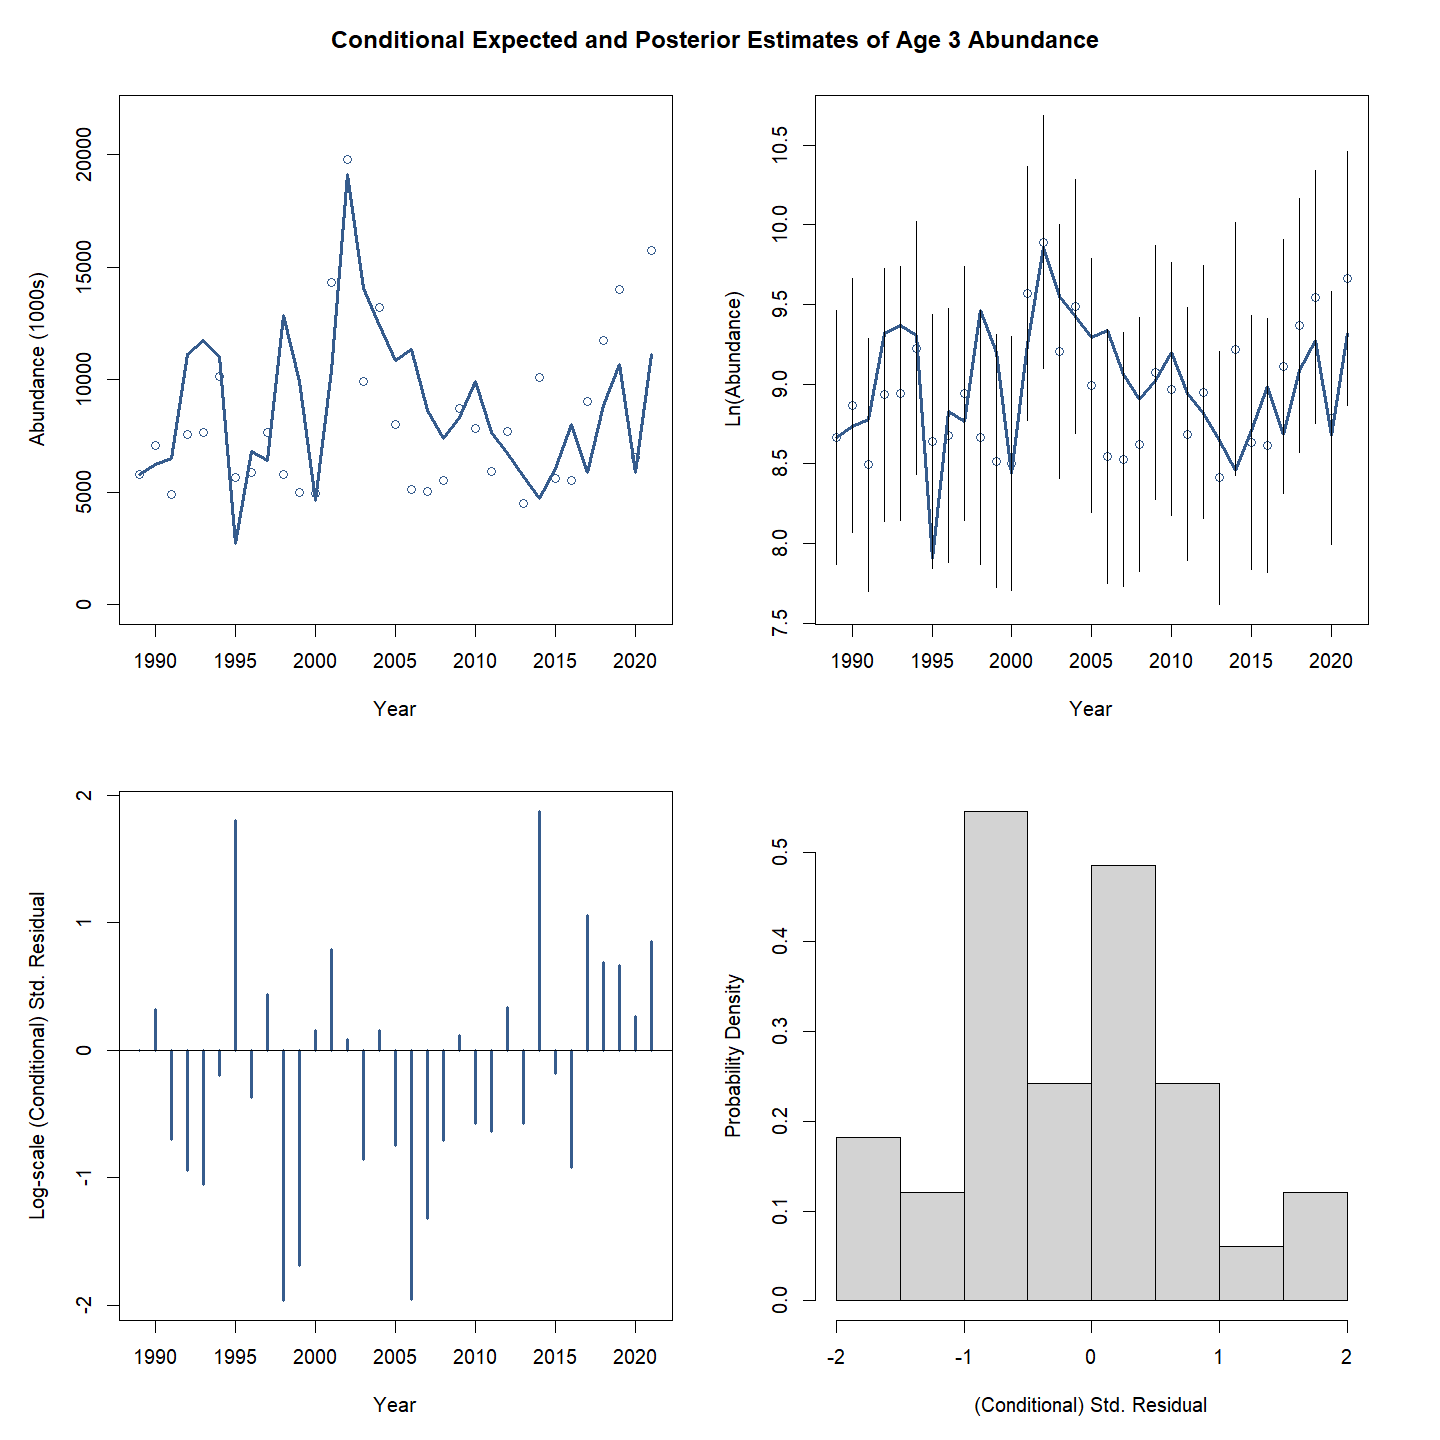 Conditional Expected and Posterior Estimates of Age 3 Abundance
Abundance (1000s)
20000
15000
10000
5000
0
1990 1995 2000 2005 2010 2015 2020
Year
Ln(Abundance)
10.5
10.0
9.5
9.0
8.5
8.0
7.5
1990 1995 2000 2005 2010 2015 2020
Year
Log-scale (Conditional) Std. Residual
2
1
0
-1
-2
1990 1995 2000 2005 2010 2015 2020
Year
Probability Density
0.5
0.4
0.3
0.2
0.1
0.0
-2 -1 0 1 2
(Conditional) Std. Residual